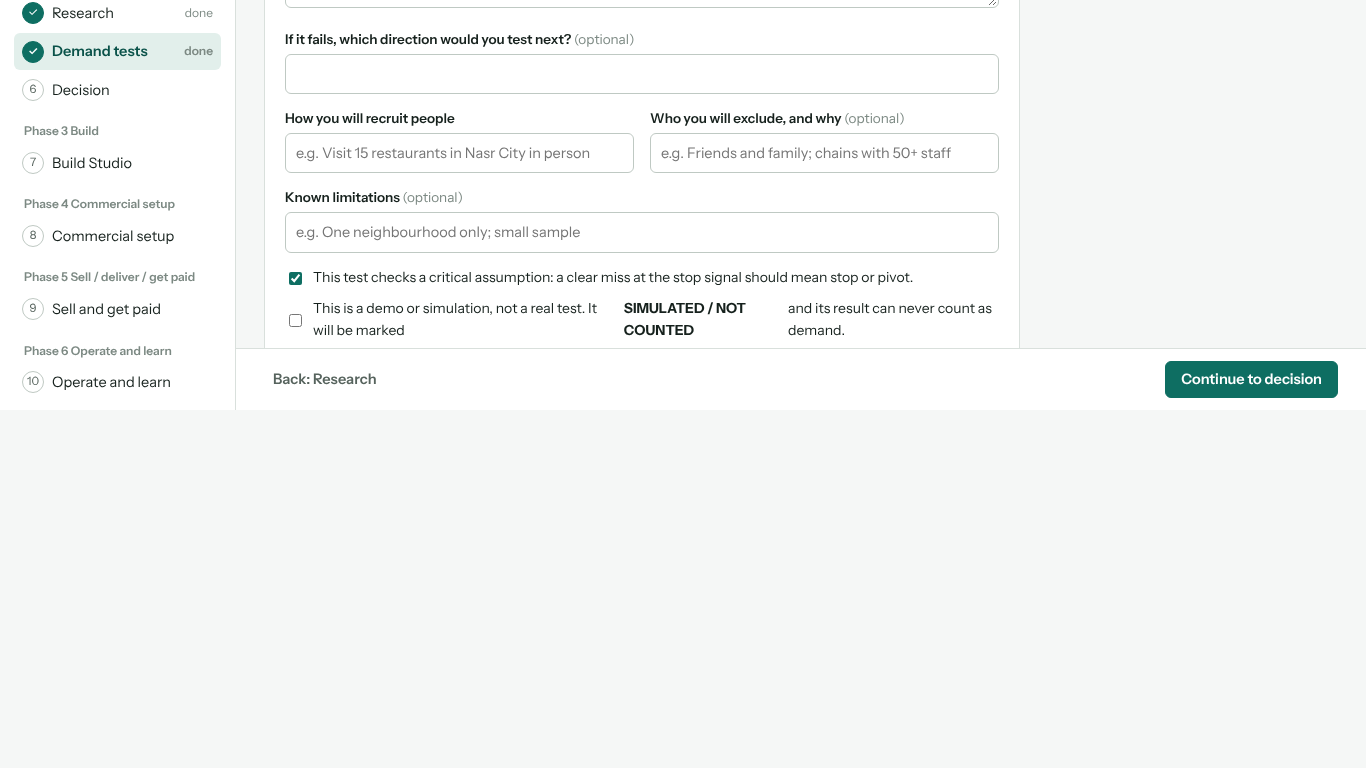 Research done
Demand tests done
6 Decision
Phase 3 Build
7 Build Studio
Phase 4 Commercial setup
8 Commercial setup
Phase 5 Sell / deliver / get paid
9 Sell and get paid
Phase 6 Operate and learn
10 Operate and learn
If it fails, which direction would you test next? (optional)
How you will recruit people
e.g. Visit 15 restaurants in Nasr City in person
Who you will exclude, and why (optional)
e.g. Friends and family; chains with 50+ staff
Known limitations (optional)
e.g. One neighbourhood only; small sample
This test checks a critical assumption: a clear miss at the stop signal should mean stop or pivot.
This is a demo or simulation, not a real test. It
will be marked
SIMULATED / NOT
COUNTED
and its result can never count as
demand.
Back: Research
Continue to decision